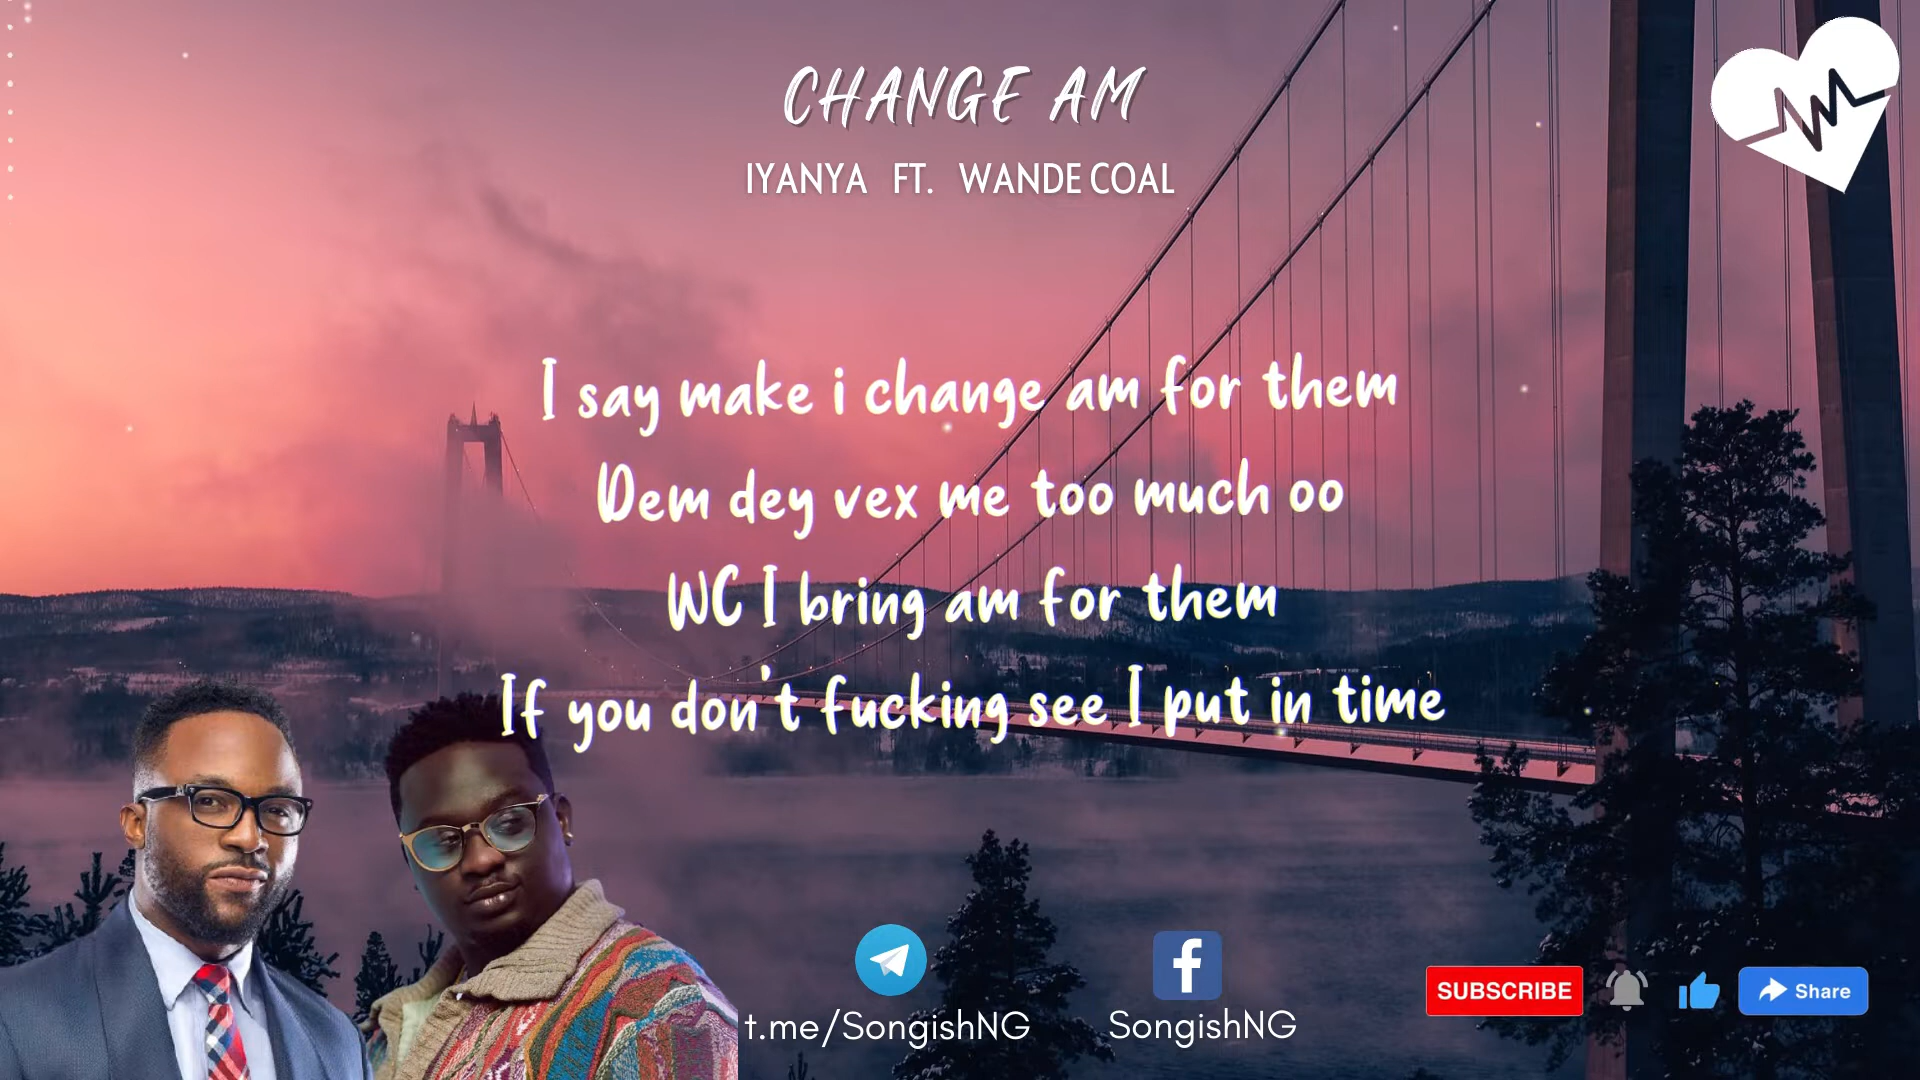 CHANGE AM
IYANYA FT. WANDE COAL
I say make i change am for them
Dem dey vex me too much oo
WC I bring am for them
If you don't fucking see I put in time
t.me/SongishNG
SongishNG
SUBSCRIBE
Share